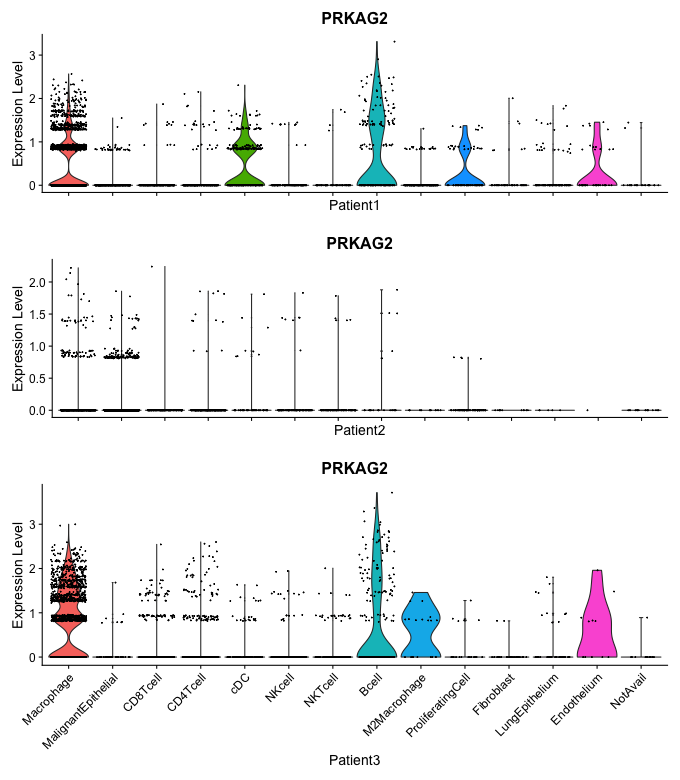 PRKAG2
Expression Level
3
2
1
0
Patient1
PRKAG2
Expression Level
2.0
1.5
1.0
0.5
0.0
Patient2
PRKAG2
Expression Level
3
2
1
0
Macrophage
MalignantEpithelial
CD8Tcell
CD4Tcell
cDC
NKcell
NKTcell
Bcell
M2Macrophage
ProliferatingCell
Fibroblast
LungEpithelium
Endothelium
NotAvail
Patient3